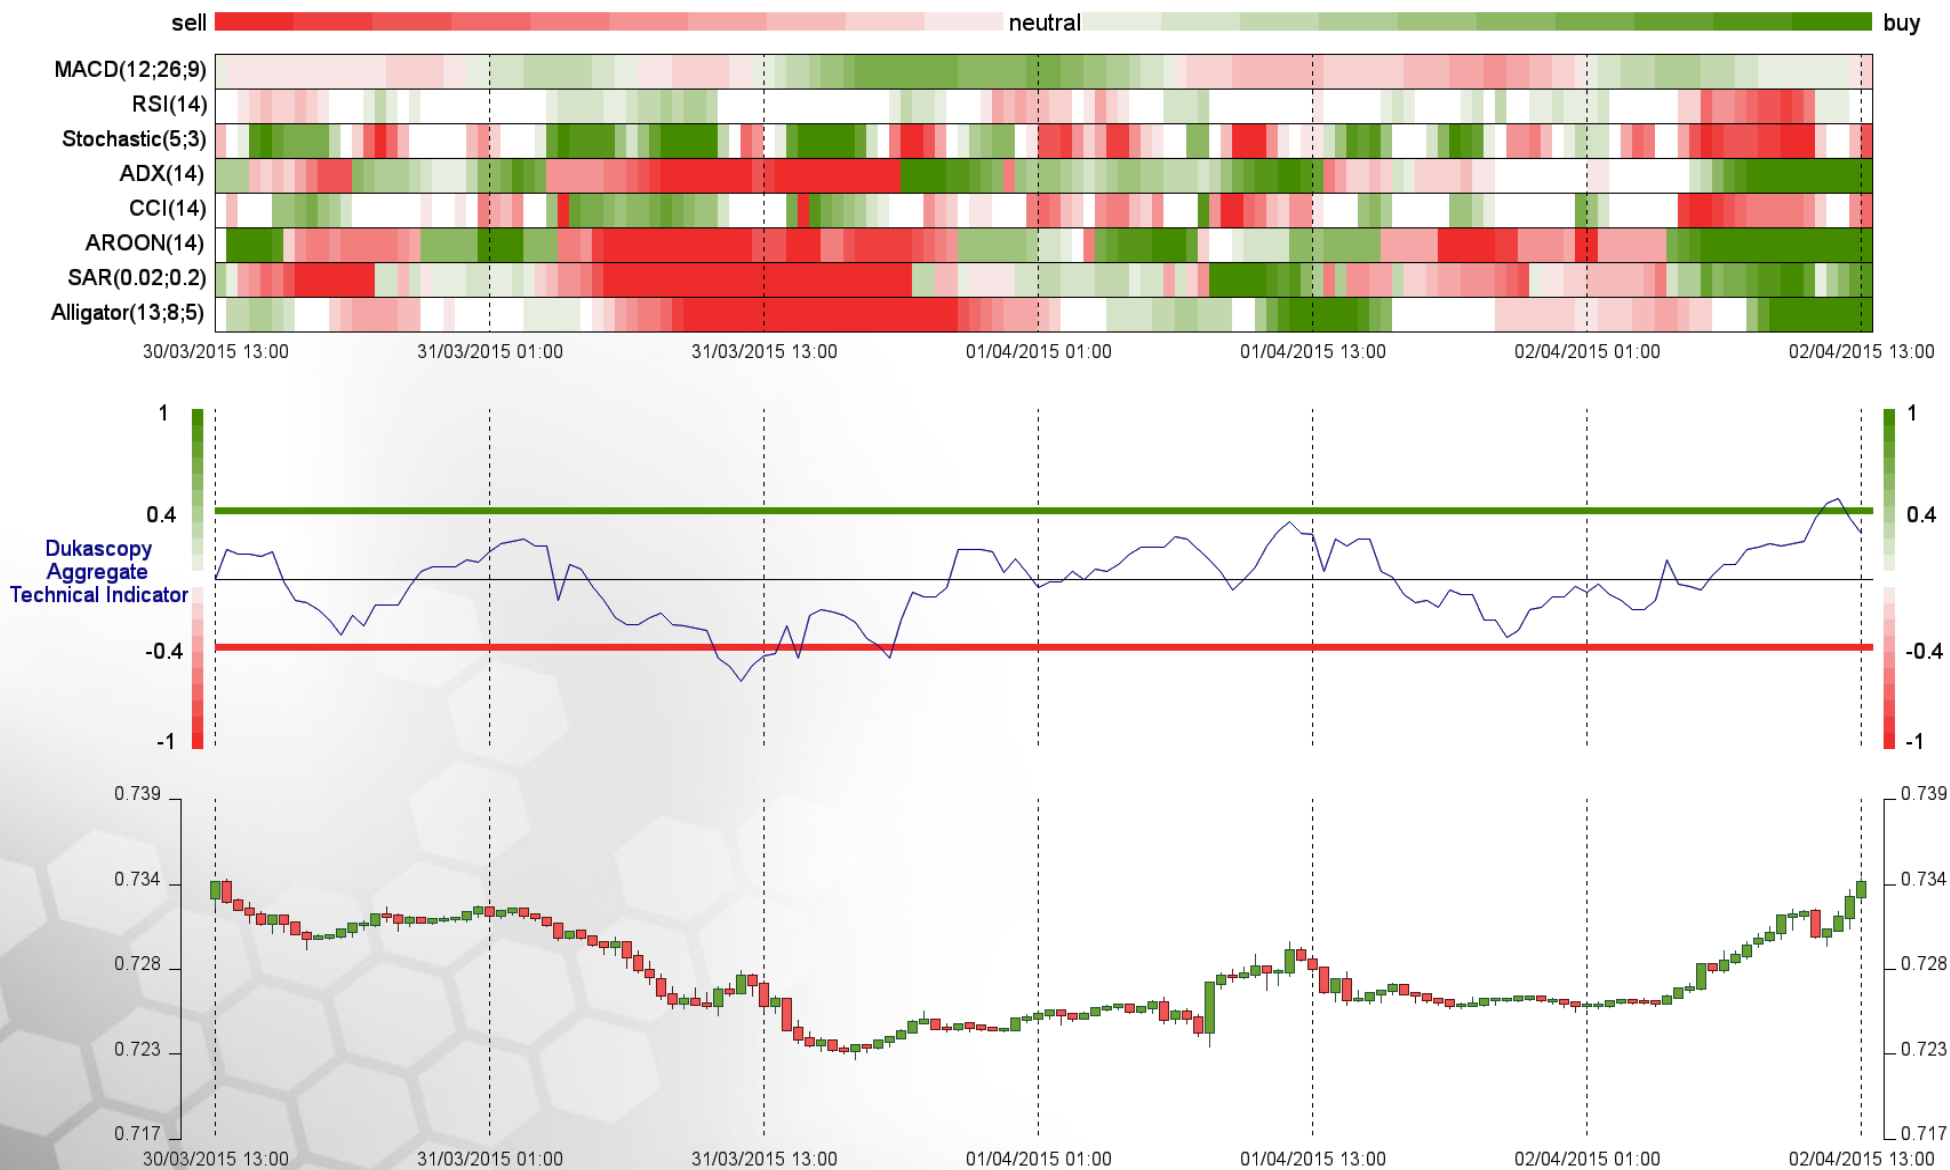 sell neutral buy
MACD(12;26;9)
RSI(14)
Stochastic(5;3)
ADX(14)
CCI(14)
AROON(14)
SAR(0.02;0.2)
Alligator(13;8;5)
30/03/2015 13:00 31/03/2015 01:00 31/03/2015 13:00 01/04/2015 01:00 01/04/2015 13:00 02/04/2015 01:00 02/04/2015 13:00
1 1
0.4 0.4
Dukascopy
Aggregate
Technical Indicator
-0.4 -0.4
-1 -1
0.739 0.739
0.734 0.734
0.728 0.728
0.723 0.723
0.717 0.717
30/03/2015 13:00 31/03/2015 01:00 31/03/2015 13:00 01/04/2015 01:00 01/04/2015 13:00 02/04/2015 01:00 02/04/2015 13:00